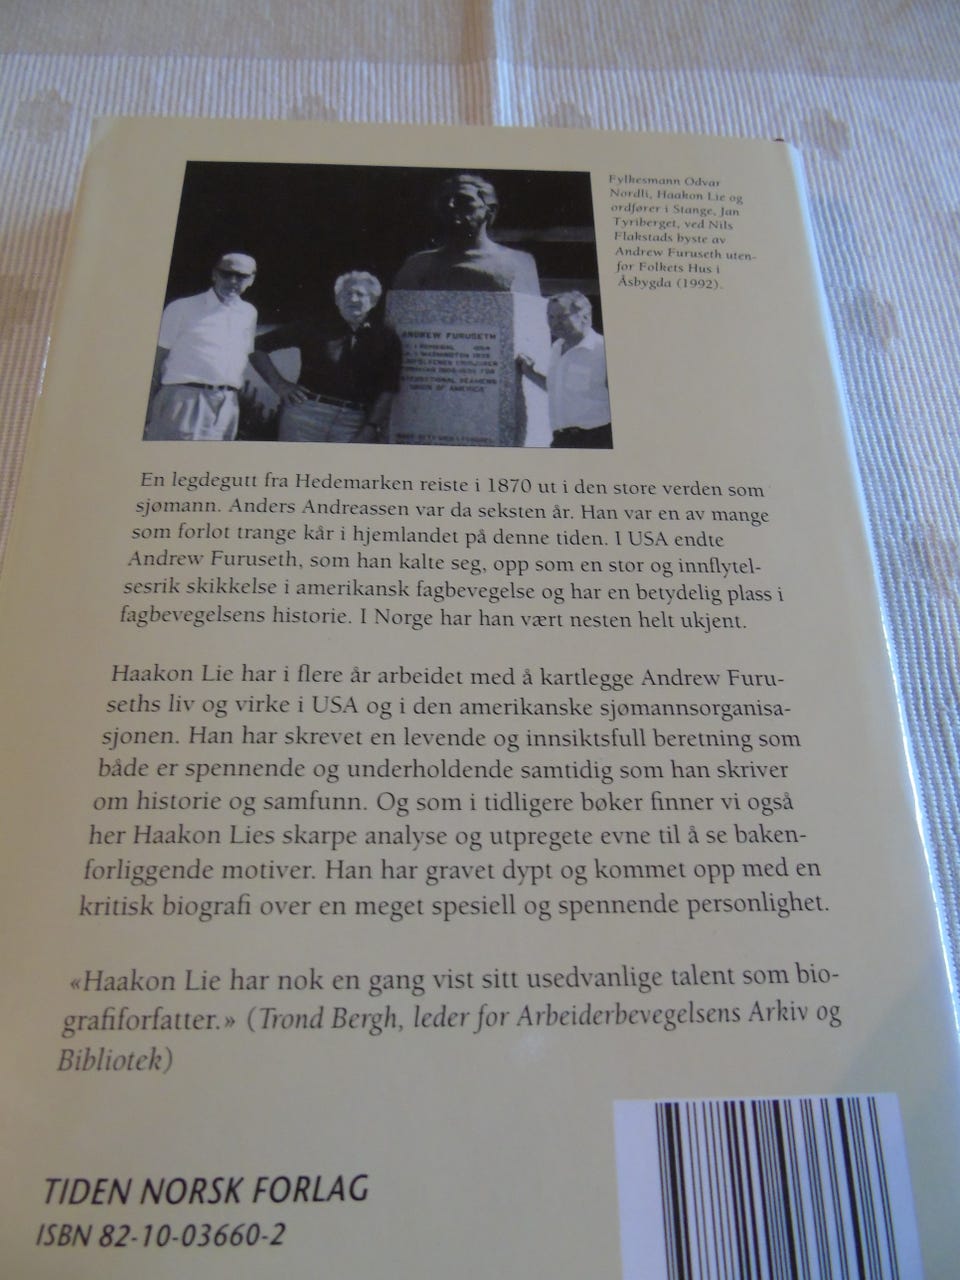 Fylkesmann Odvar
Nordli, Haakon Lie og
ordfører i Stange, Jan
Tyriberget, ved Nils
Flakstads byste av
Andrew Furuseth uten-
for Folkets Hus i
Åsbygda (1992).
ANDREW FURUSETH
WASHINGTON
SEAMENS
UNION OF AMERICA
En legdegutt fra Hedemarken reiste i 1870 ut i den store verden som
sjømann. Anders Andreassen var da seksten år. Han var en av mange
som forlot trange kår i hjemlandet på denne tiden. I USA endte
Andrew Furuseth, som han kalte seg, opp som en stor og innflytel-
sesrik skikkelse i amerikansk fagbevegelse og har en betydelig plass i
fagbevegelsens historie. I Norge har han vært nesten helt ukjent.
Haakon Lie har i flere år arbeidet med å kartlegge Andrew Furu-
seths liv og virke i USA og i den amerikanske sjømannsorganisa-
sjonen. Han har skrevet en levende og innsiktsfull beretning som
både er spennende og underholdende samtidig som han skriver
om historie og samfunn. Og som i tidligere bøker finner vi også
her Haakon Lies skarpe analyse og utpregete evne til å se baken-
forliggende motiver. Han har gravet dypt og kommet opp med en
kritisk biografi over en meget spesiell og spennende personlighet.
«Haakon Lie har nok en gang vist sitt usedvanlige talent som bio-
grafiforfatter.» (Trond Bergh, leder for Arbeiderbevegelsens Arkiv og
Bibliotek)
TIDEN NORSK FORLAG
ISBN 82-10-03660-2